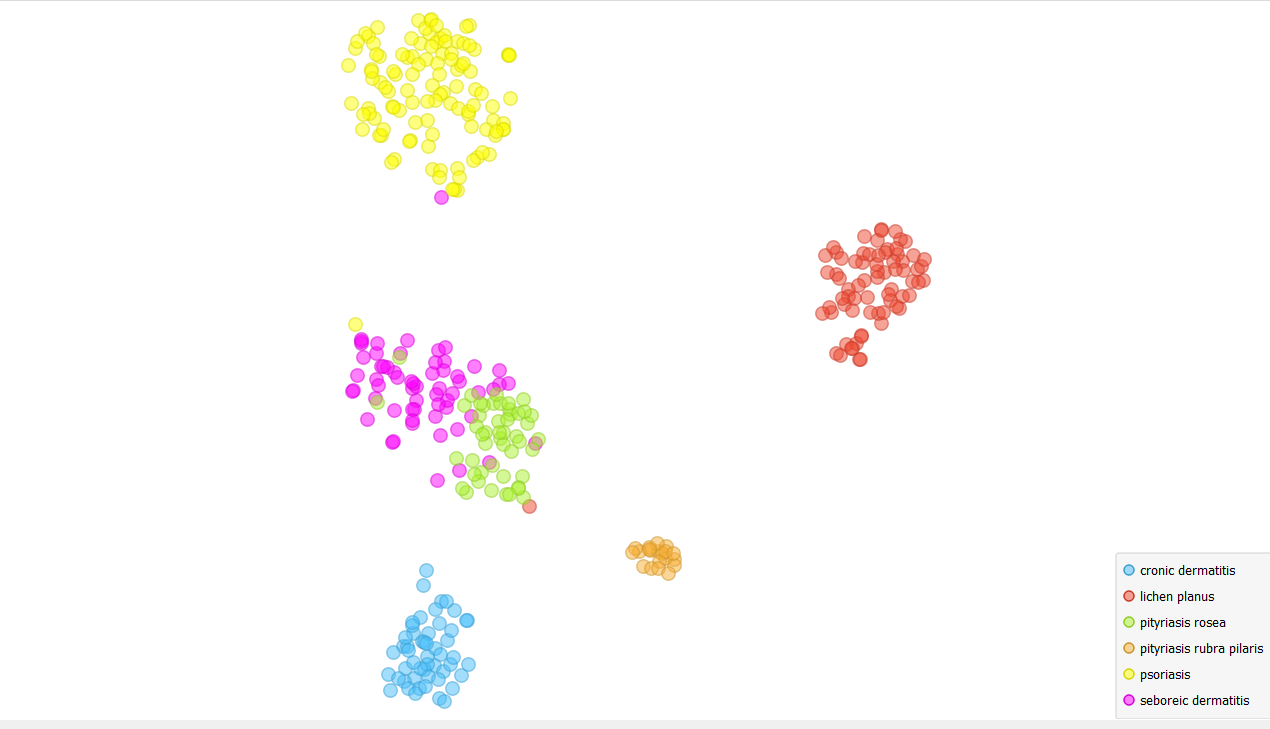 cronic dermatitis
lichen planus
pityriasis rosea
pityriasis rubra pilaris
psoriasis
seboreic dermatitis